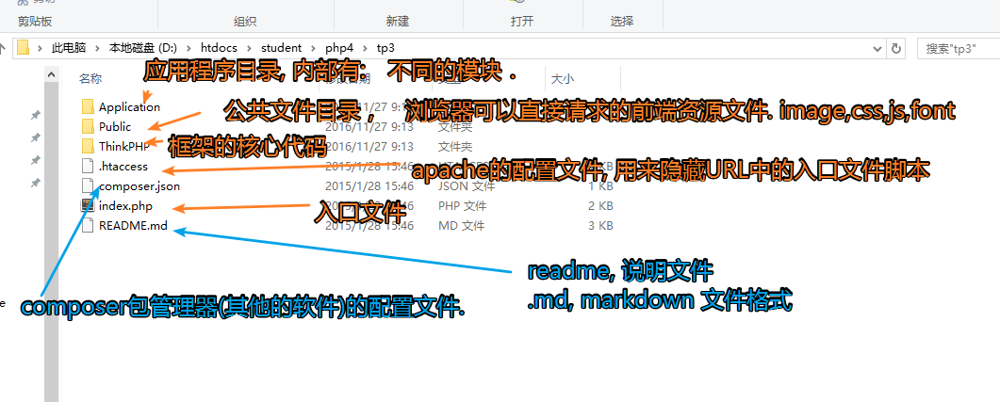 剪贴板 组织 新建 打开 选择
此电脑 > 本地磁盘 (D:) > htdocs > student > php4 > tp3 搜索"tp3"
名称 大小
应用程序目录, 内部有: 不同的模块 .
Application
公共文件目录 , 浏览器可以直接请求的前端资源文件. image,css,js,font
Public 2016/11/27 9:13 文件夹
ThinkPHP 2016/11/27 9:13 文件夹
框架的核心代码
.htaccess 2015/1/28 15:46
apache的配置文件, 用来隐藏URL中的入口文件脚本
composer.json 2015/1/28 15:46 JSON 文件 1 KB
index.php 2015/1/28 15:46 PHP 文件 2 KB
入口文件
README.md 2015/1/28 15:46 MD 文件 3 KB
readme, 说明文件
.md, markdown 文件格式
composer包管理器(其他的软件)的配置文件.